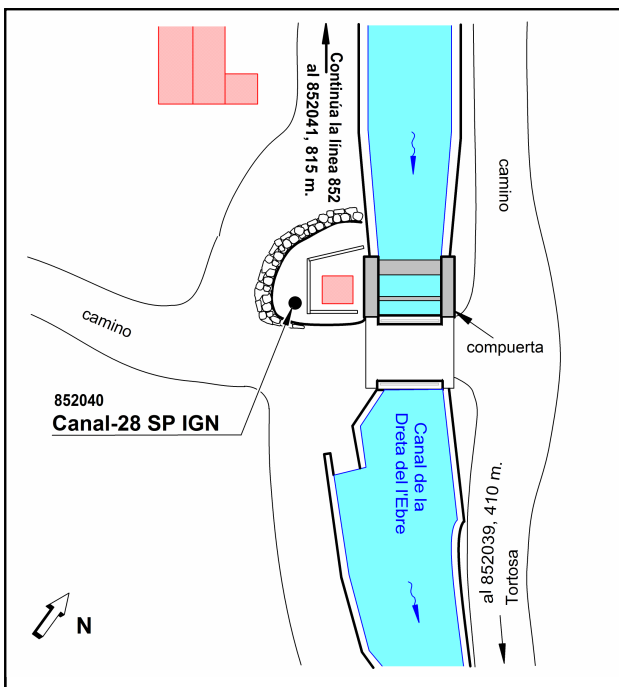 Continúa la línea 852
al 852041, 815 m.
camino
camino
compuerta
852040
Canal-28 SP IGN
Canal de la
Dreta del l'Ebre
al 852039, 410 m.
Tortosa
N